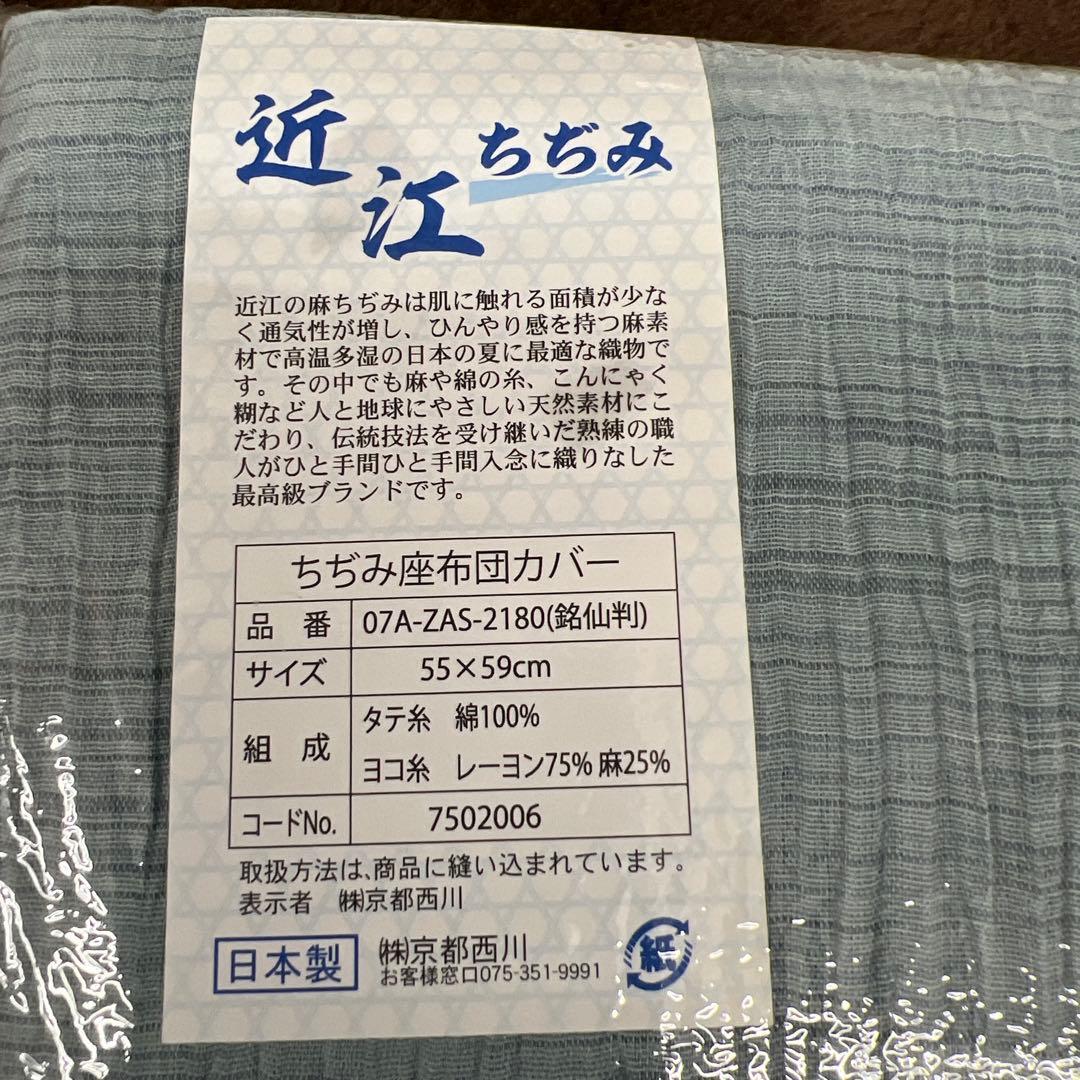 近江ちぢみ
近江の麻ちぢみは肌に触れる面積が少な
く通気性が増し、ひんやり感を持つ麻素
材で高温多湿の日本の夏に最適な織物で
す。その中でも麻や綿の糸、こんにゃく
糊など人と地球にやさしい天然素材にこ
だわり、伝統技法を受け継いだ熟練の職
人がひと手間ひと手間入念に織りなした
最高級ブランドです。
ちぢみ座布団カバー
品 番 07A-ZAS-2180(銘仙判)
サイズ 55×59cm
組 成 タテ糸 綿100%
ヨコ糸 レーヨン75% 麻25%
コードNo. 7502006
取扱方法は、商品に縫い込まれています。
表示者 ㈱京都西川
日本製 ㈱京都西川
お客様窓口075-351-9991
紙